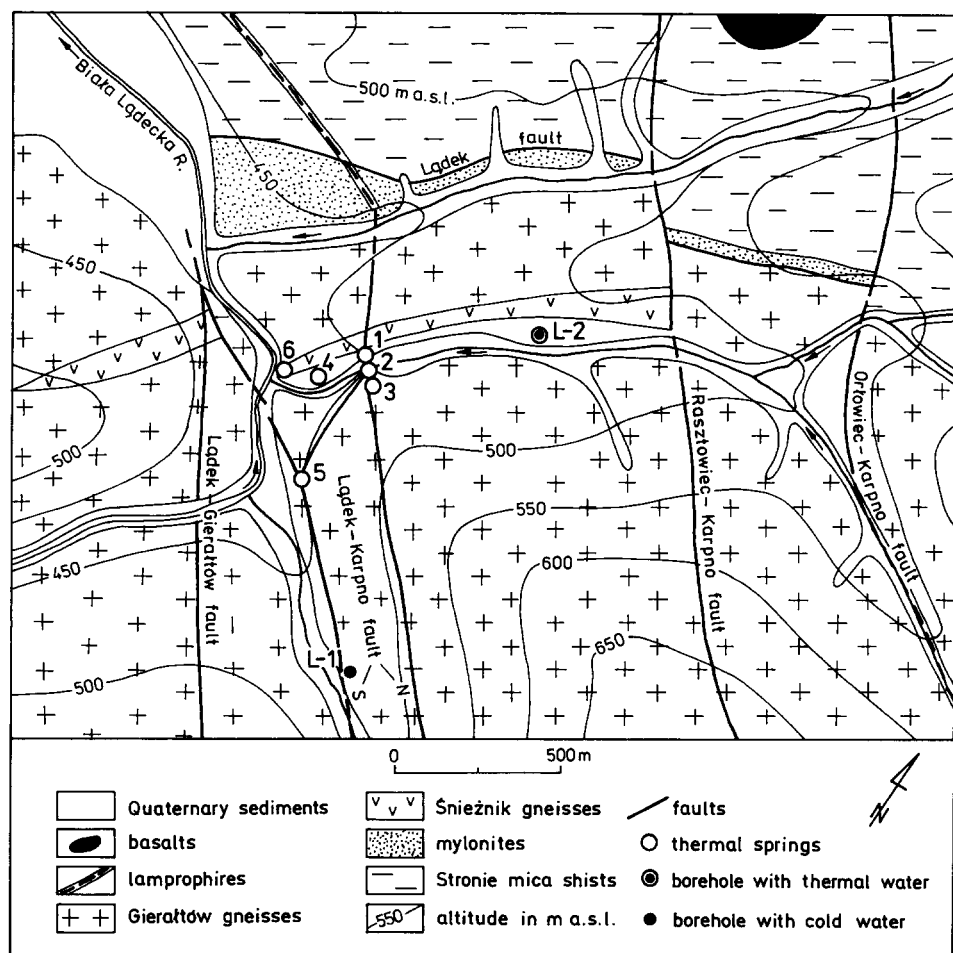 500 m a.s.l.
Biała Lądecka R.
Lądek fault
450
450
1
2
3
4
6
L-2
5
500
500
550
600
650
450
500
Lądek-Gierałtów fault
Lądek-Karpno fault
S
N
Rasztowiec-Karpno fault
Orłowiec-Karpno fault
L-1
0 500m
N
Quaternary sediments
basalts
lamprophires
Gierałtów gneisses
Śnieżnik gneisses
mylonites
Stronie mica shists
550 altitude in m a.s.l.
faults
thermal springs
borehole with thermal water
borehole with cold water